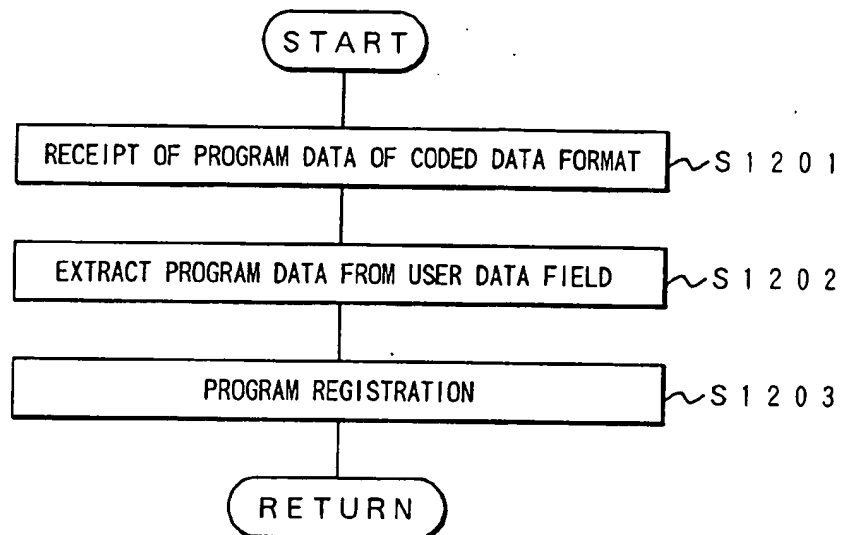 START
RECEIPT OF PROGRAM DATA OF CODED DATA FORMAT S1201
EXTRACT PROGRAM DATA FROM USER DATA FIELD S1202
PROGRAM REGISTRATION S1203
RETURN